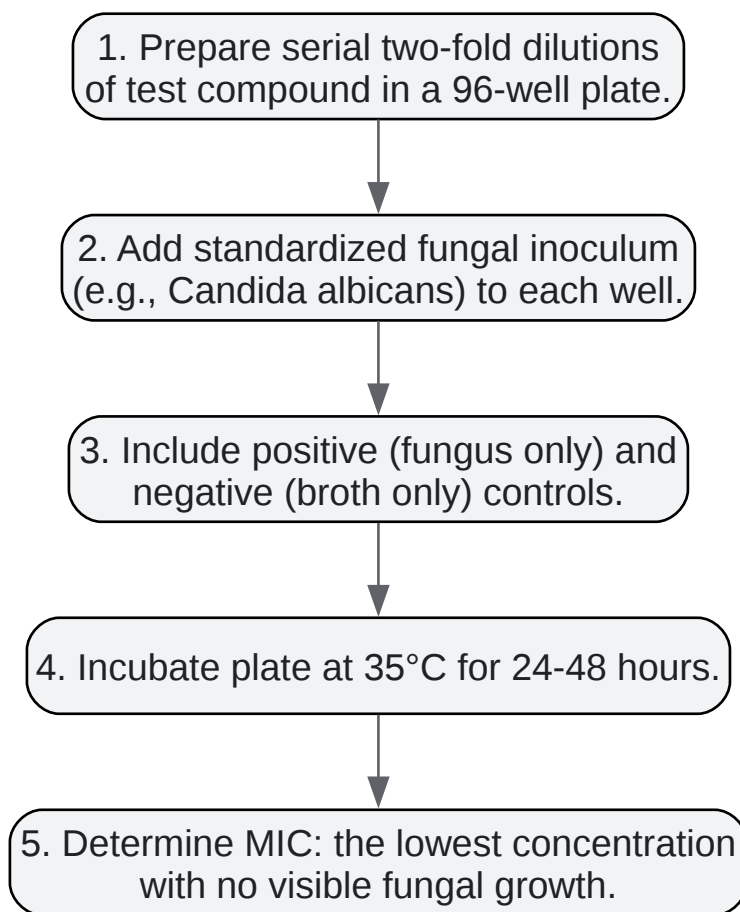 1. Prepare serial two-fold dilutions
of test compound in a 96-well plate.
2. Add standardized fungal inoculum
(e.g., Candida albicans) to each well.
3. Include positive (fungus only) and
negative (broth only) controls.
4. Incubate plate at 35°C for 24-48 hours.
5. Determine MIC: the lowest concentration
with no visible fungal growth.